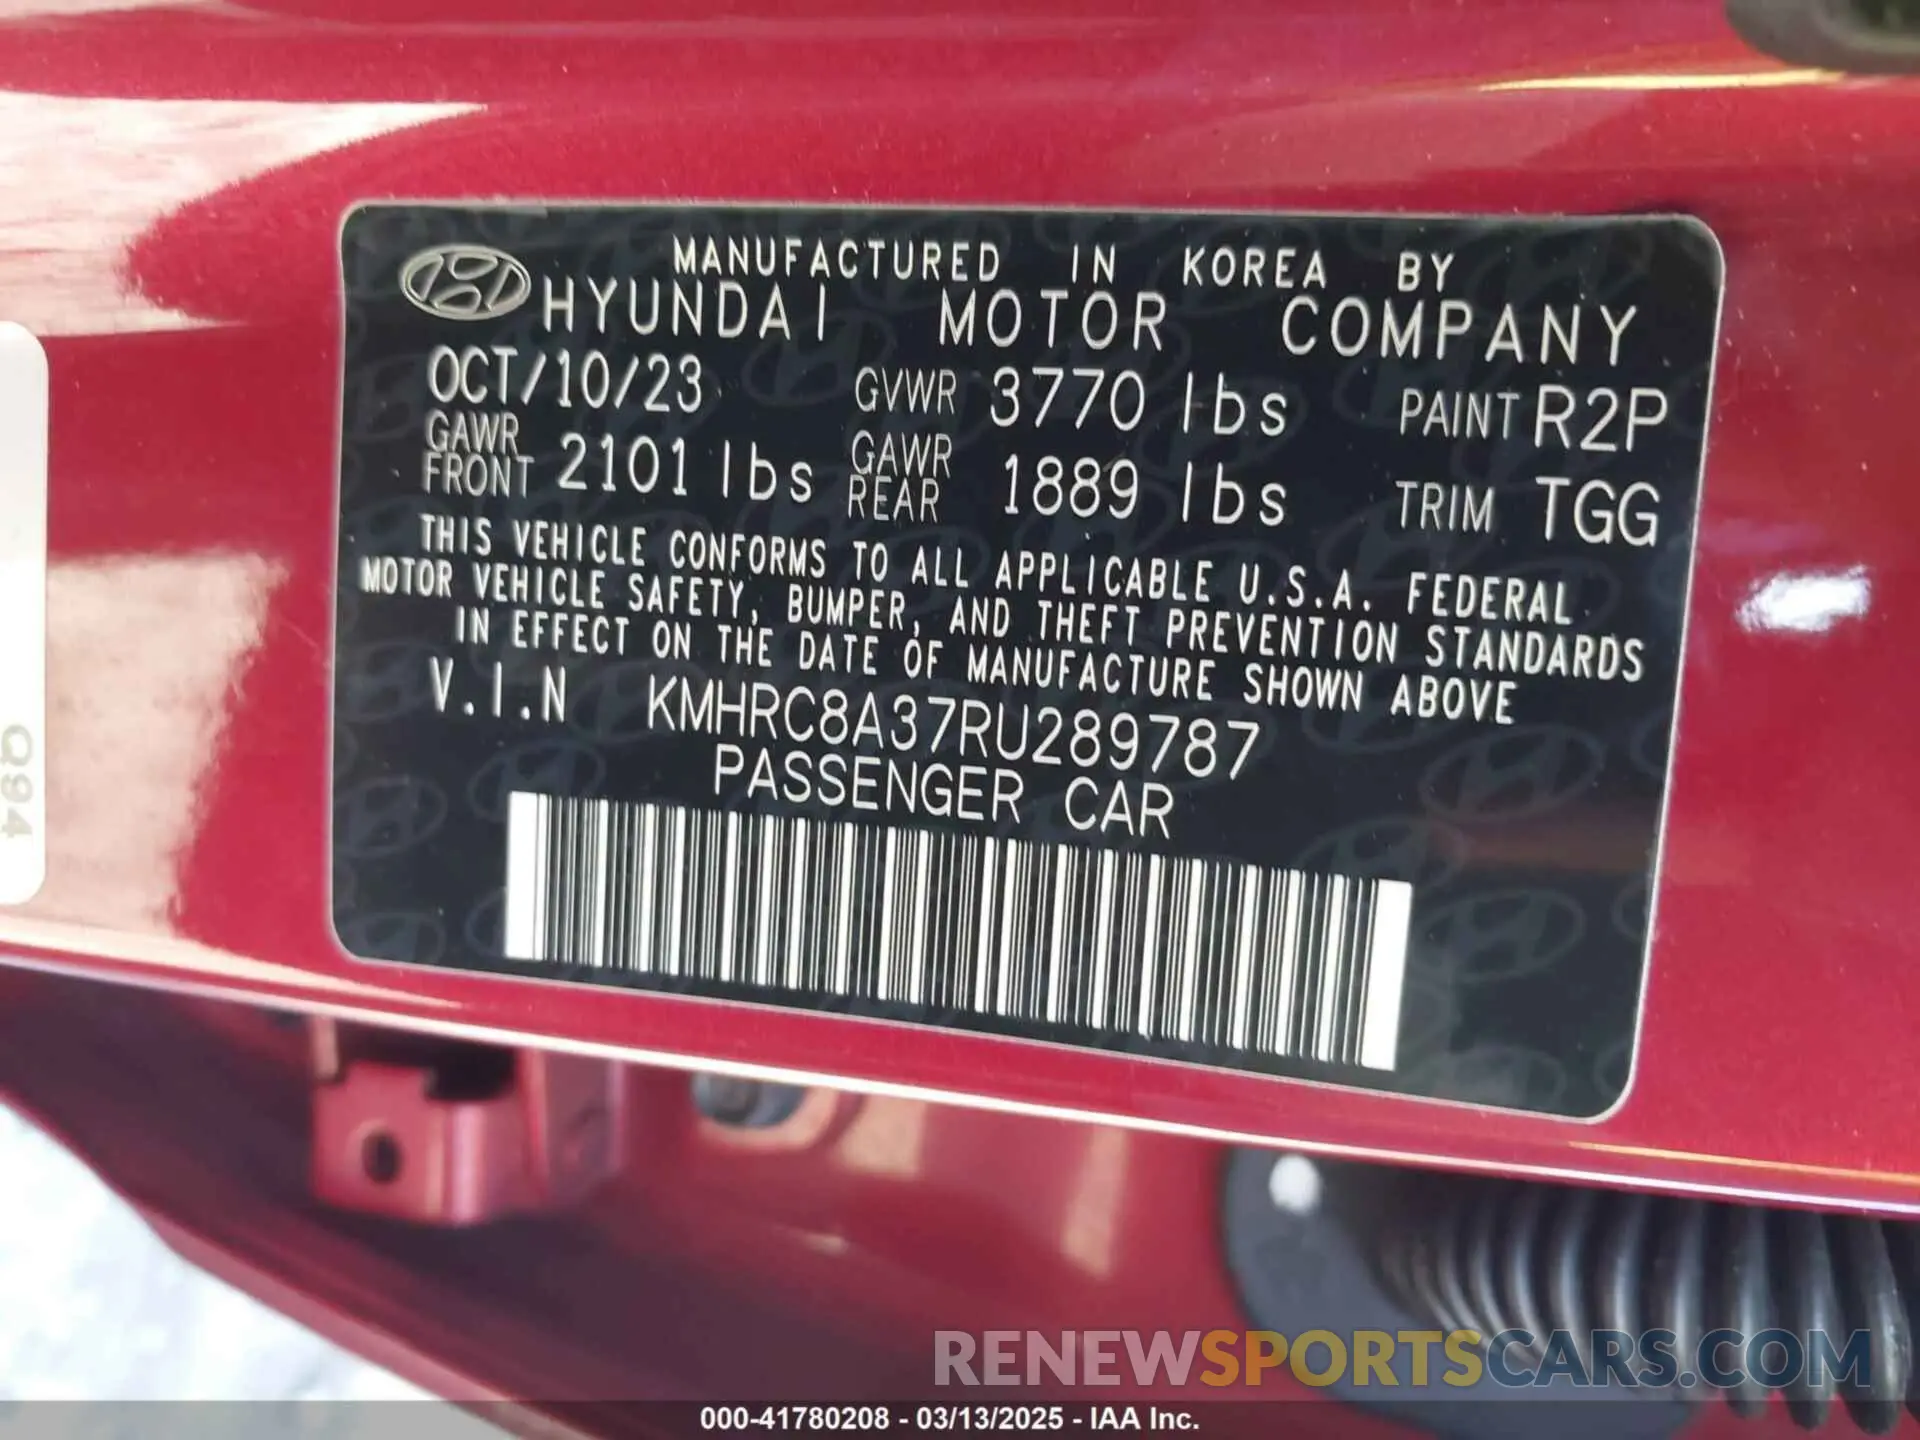 MANUFACTURED IN KOREA BY
HYUNDAI MOTOR COMPANY
OCT/10/23 GVWR 3770 lbs PAINT R2P
GAWR FRONT 2101 lbs GAWR REAR 1889 lbs TRIM TGG
THIS VEHICLE CONFORMS TO ALL APPLICABLE U.S.A. FEDERAL
MOTOR VEHICLE SAFETY, BUMPER, AND THEFT PREVENTION STANDARDS
IN EFFECT ON THE DATE OF MANUFACTURE SHOWN ABOVE
V.I.N KMHRC8A37RU289787
PASSENGER CAR
Q94
RENEWSPORTSCARS.COM
000-41780208 - 03/13/2025 - IAA Inc.